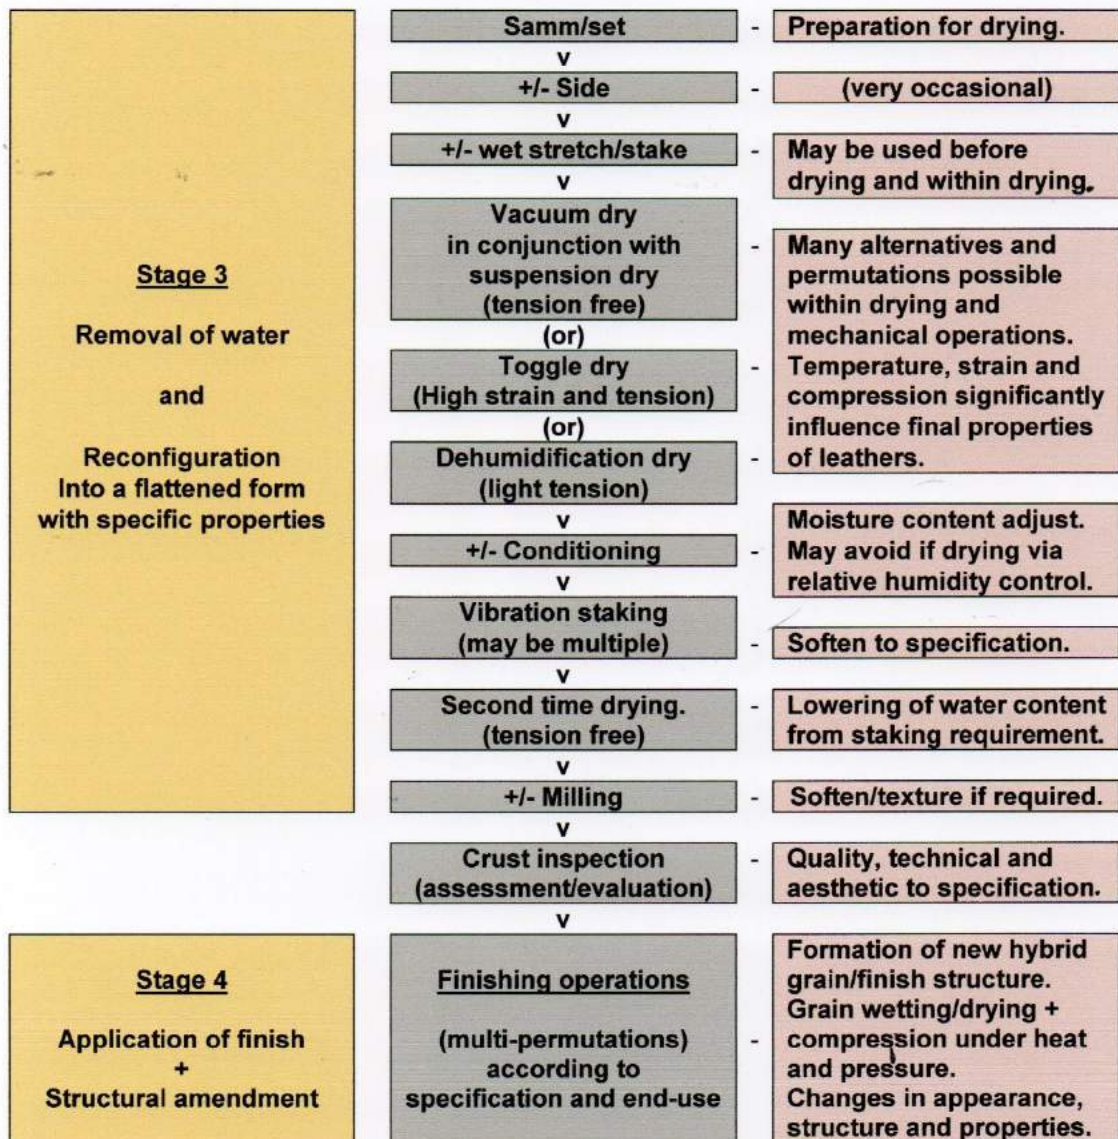 Stage 3
Removal of water
and
Reconfiguration
Into a flattened form
with specific properties
Samm/set - Preparation for drying.
v
+/- Side - (very occasional)
v
+/- wet stretch/stake - May be used before
drying and within drying.
v
Vacuum dry
in conjunction with
suspension dry
(tension free)
(or)
Toggle dry
(High strain and tension)
(or)
Dehumidification dry
(light tension)
- Many alternatives and
permutations possible
within drying and
mechanical operations.
- Temperature, strain and
compression significantly
influence final properties
- of leathers.
v
+/- Conditioning - Moisture content adjust.
May avoid if drying via
relative humidity control.
v
Vibration staking
(may be multiple) - Soften to specification.
v
Second time drying. - Lowering of water content
(tension free) from staking requirement.
v
+/- Milling - Soften/texture if required.
v
Crust inspection - Quality, technical and
(assessment/evaluation) aesthetic to specification.
v
Stage 4
Application of finish
+
Structural amendment
Finishing operations
(multi-permutations)
according to
specification and end-use
-
Formation of new hybrid
grain/finish structure.
Grain wetting/drying +
compression under heat
and pressure.
Changes in appearance,
structure and properties.